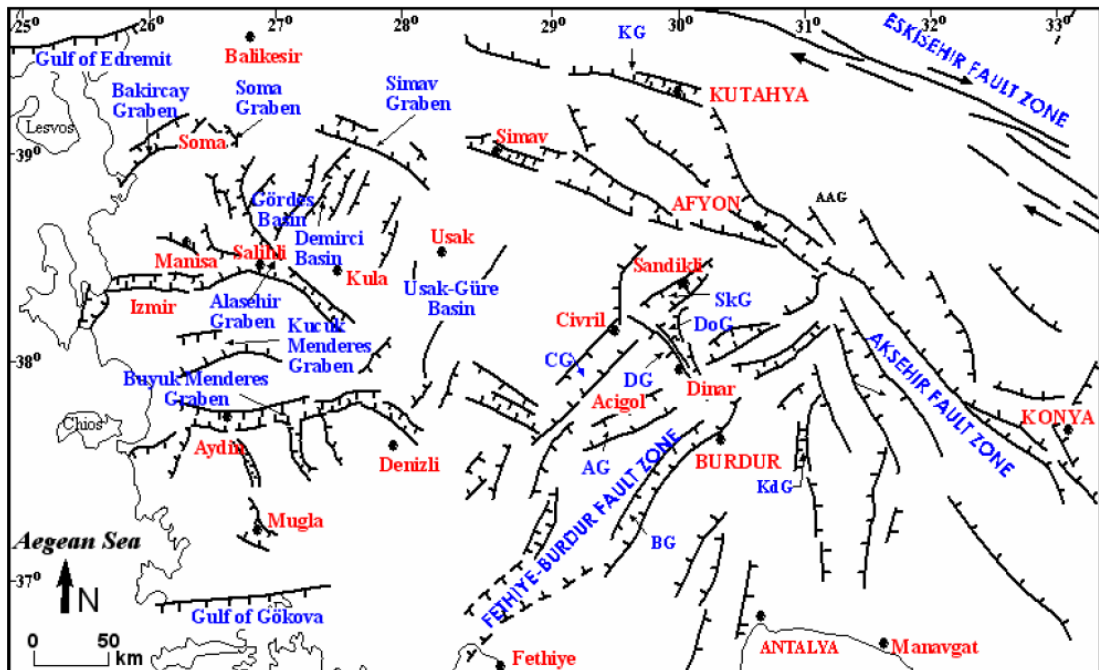 25°
26°
27°
28°
29°
30°
31°
32°
33°
Gulf of Edremit
Balikesir
KG
ESKISEHIR FAULT ZONE
Bakircay
Graben
Soma
Graben
Simav
Graben
KUTAHYA
Lesvos
Soma
Simav
39°
Gördes
Basin
Demirci
Basin
AFYON
AAG
Manisa
Salihli
Kula
Usak
Sandikli
Izmir
Alasehir
Graben
Usak-Güre
Basin
SkG
DoG
Civril
Kucuk
Menderes
Graben
38°
CG
DG
Dinar
AKSEHIR FAULT ZONE
Buyuk Menderes
Graben
Acigol
Chios
KONYA
Aydin
Denizli
AG
BURDUR
KdG
FETHIYE-BURDUR FAULT ZONE
Mugla
BG
Aegean Sea
37°
N
Gulf of Gökova
0 50
km
Fethiye
ANTALYA
Manavgat